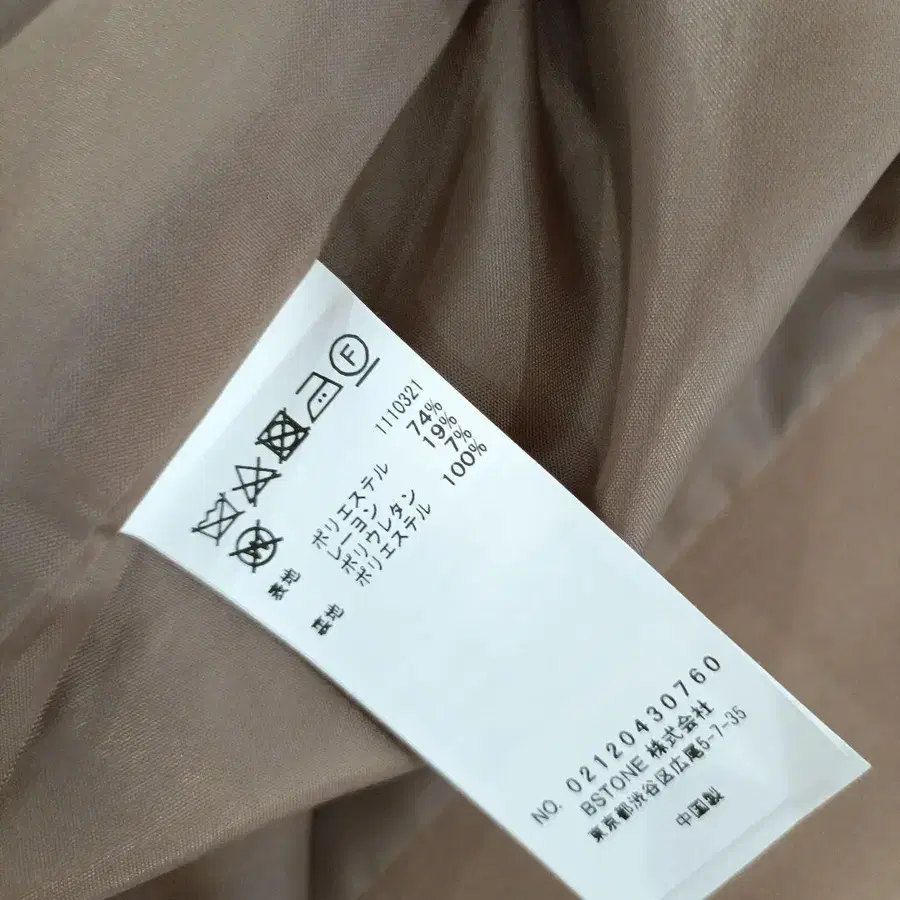 F
1110321
表地 ポリエステル 74%
レーヨン 19%
ポリウレタン 7%
裏地 ポリエステル 100%
NO. 02120430760
BSTONE 株式会社
東京都渋谷区広尾5-7-35
中国製